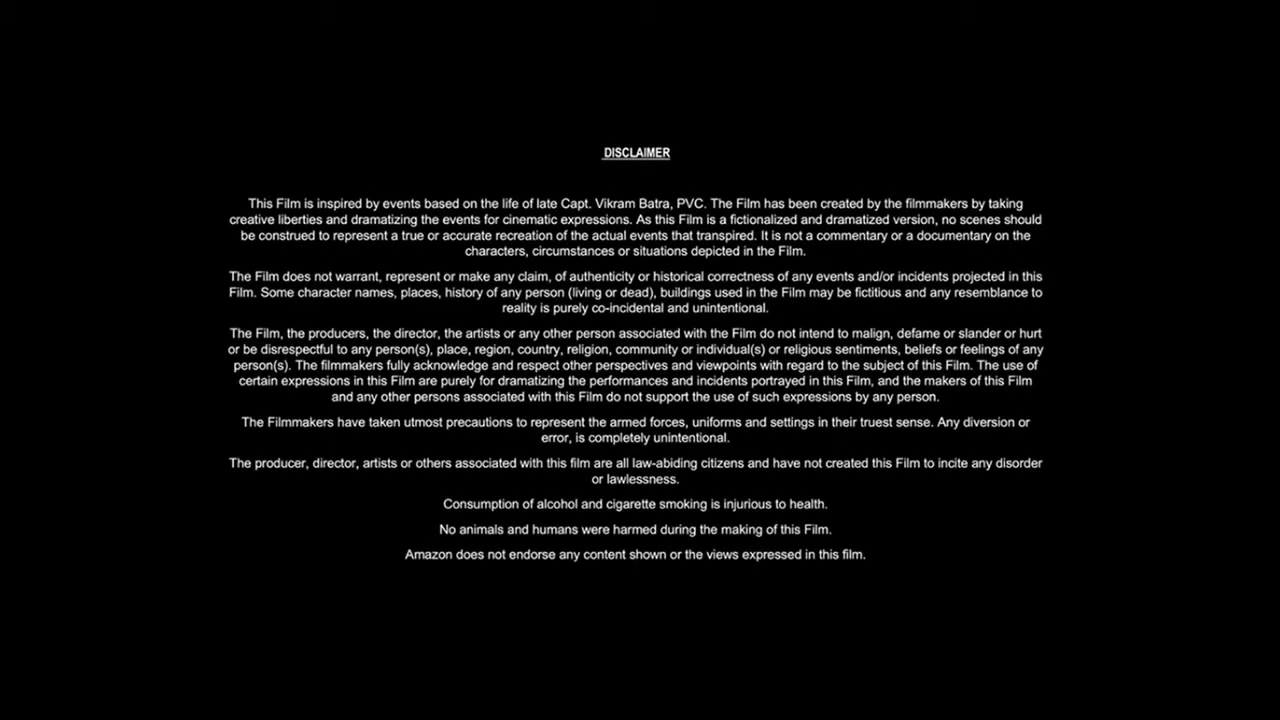 DISCLAIMER
This Film is inspired by events based on the life of late Capt. Vikram Batra, PVC. The Film has been created by the filmmakers by taking
creative liberties and dramatizing the events for cinematic expressions. As this Film is a fictionalized and dramatized version, no scenes should
be construed to represent a true or accurate recreation of the actual events that transpired. It is not a commentary or a documentary on the
characters, circumstances or situations depicted in the Film.
The Film does not warrant, represent or make any claim, of authenticity or historical correctness of any events and/or incidents projected in this
Film. Some character names, places, history of any person (living or dead), buildings used in the Film may be fictitious and any resemblance to
reality is purely co-incidental and unintentional.
The Film, the producers, the director, the artists or any other person associated with the Film do not intend to malign, defame or slander or hurt
or be disrespectful to any person(s), place, region, country, religion, community or individual(s) or religious sentiments, beliefs or feelings of any
person(s). The filmmakers fully acknowledge and respect other perspectives and viewpoints with regard to the subject of this Film. The use of
certain expressions in this Film are purely for dramatizing the performances and incidents portrayed in this Film, and the makers of this Film
and any other persons associated with this Film do not support the use of such expressions by any person.
The Filmmakers have taken utmost precautions to represent the armed forces, uniforms and settings in their truest sense. Any diversion or
error, is completely unintentional.
The producer, director, artists or others associated with this film are all law-abiding citizens and have not created this Film to incite any disorder
or lawlessness.
Consumption of alcohol and cigarette smoking is injurious to health.
No animals and humans were harmed during the making of this Film.
Amazon does not endorse any content shown or the views expressed in this film.